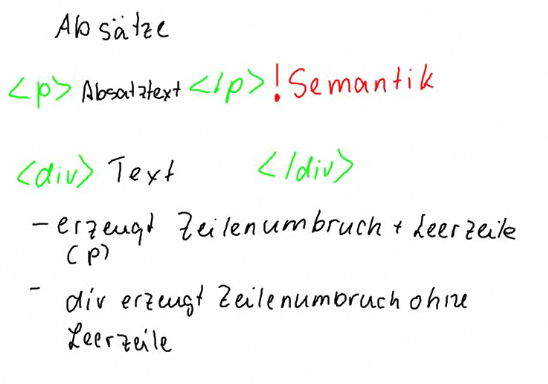 Absätze
<p> Absatztext </p> ! Semantik
<div> Text </div>
- erzeugt Zeilenumbruch + Leerzeile
(p)
- div erzeugt Zeilenumbruch ohne
Leerzeile